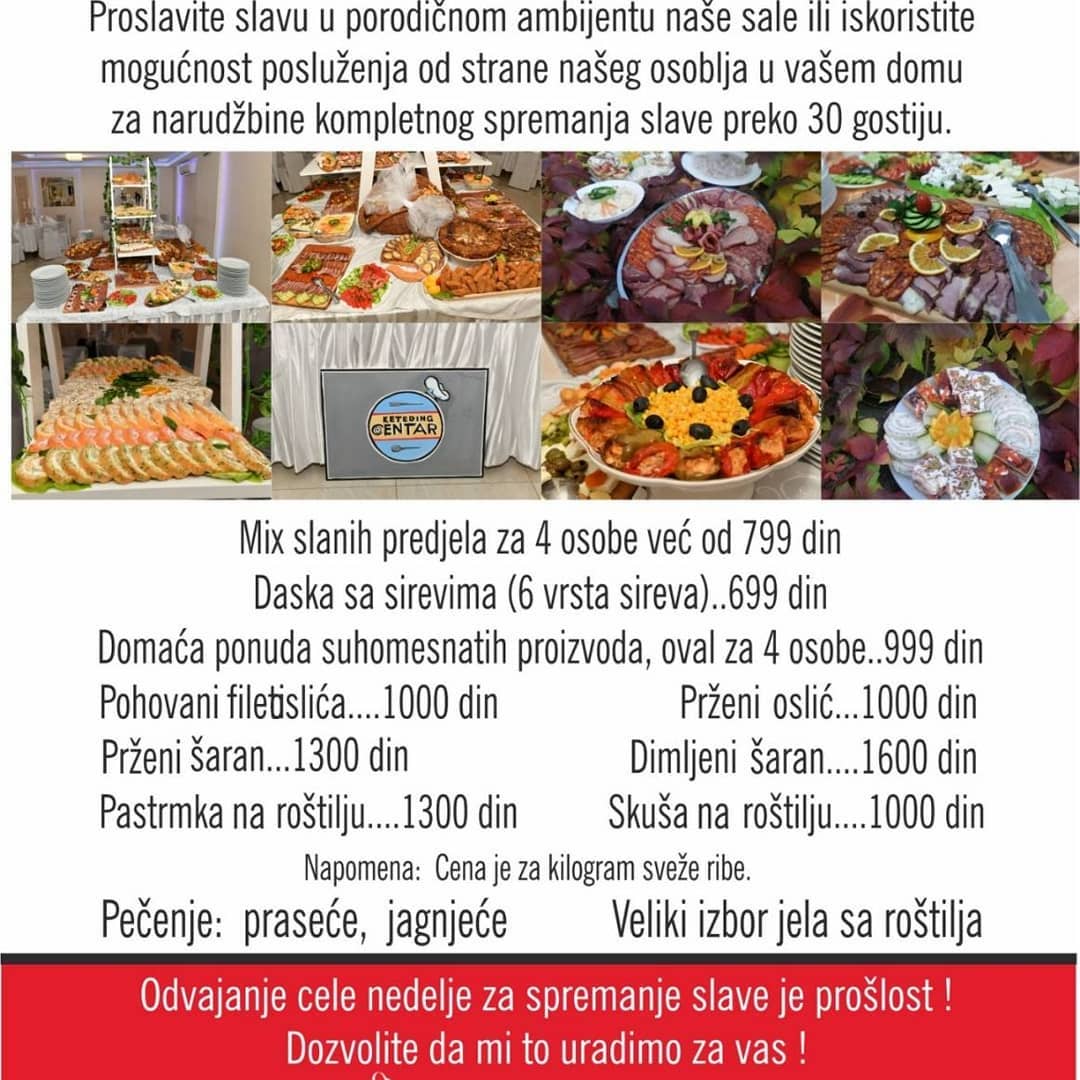 Proslavite slavu u porodičnom ambijentu naše sale ili iskoristite
mogućnost posluženja od strane našeg osoblja u vašem domu
za narudžbine kompletnog spremanja slave preko 30 gostiju.
KETERING
CENTAR
Mix slanih predjela za 4 osobe već od 799 din
Daska sa sirevima (6 vrsta sireva)..699 din
Domaća ponuda suhomesnatih proizvoda, oval za 4 osobe..999 din
Pohovani fileti oslića....1000 din Prženi oslić...1000 din
Prženi šaran...1300 din Dimljeni šaran....1600 din
Pastrmka na roštilju....1300 din Skuša na roštilju....1000 din
Napomena: Cena je za kilogram sveže ribe.
Pečenje: praseće, jagnjeće Veliki izbor jela sa roštilja
Odvajanje cele nedelje za spremanje slave je prošlost !
Dozvolite da mi to uradimo za vas !